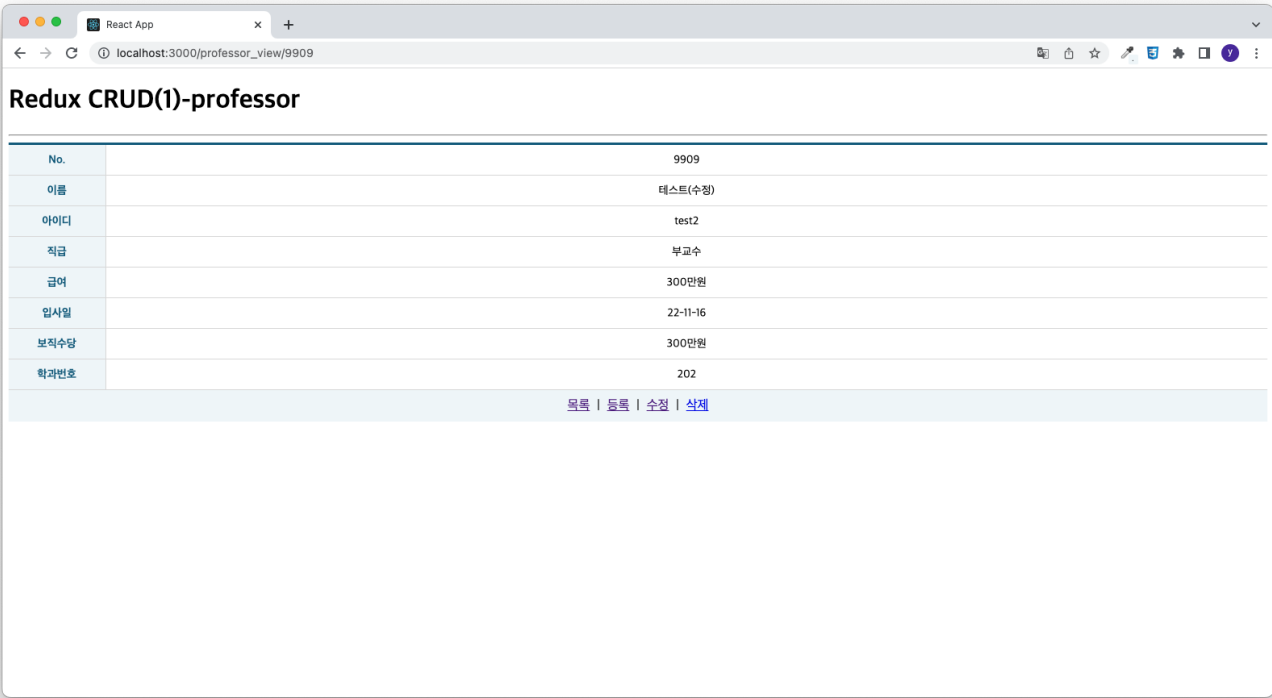 React App
localhost:3000/professor_view/9909
y
Redux CRUD(1)-professor
No. 9909
이름 테스트(수정)
아이디 test2
직급 부교수
급여 300만원
입사일 22-11-16
보직수당 300만원
학과번호 202
목록 | 등록 | 수정 | 삭제